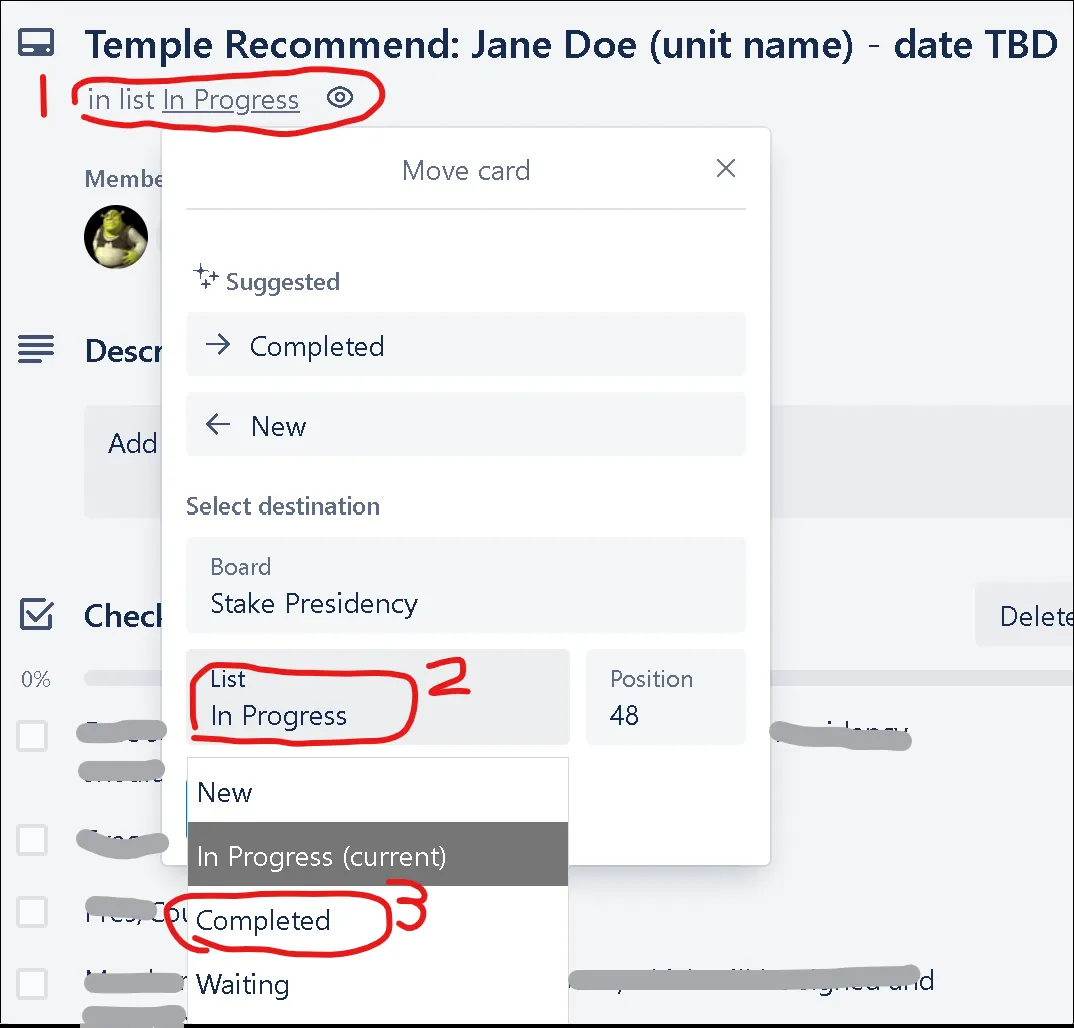 Temple Recommend: Jane Doe (unit name) - date TBD
1
in list In Progress
Move card
Membe
Suggested
Completed
Descr
New
Add
Select destination
Board
Stake Presidency
Check
Delete
List
2
Position
0%
In Progress
48
New
In Progress (current)
3
Completed
Waiting